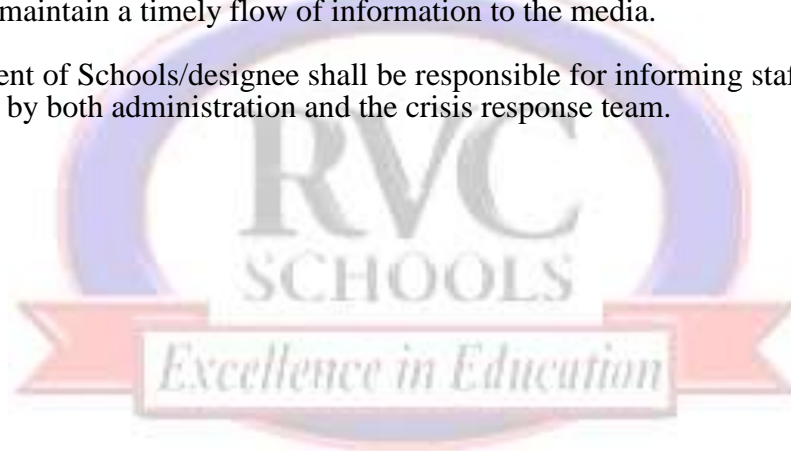 maintain a timely flow of information to the media.
ent of Schools/designee shall be responsible for informing staf
by both administration and the crisis response team.
RVC
SCHOOLS
Excellence in Education